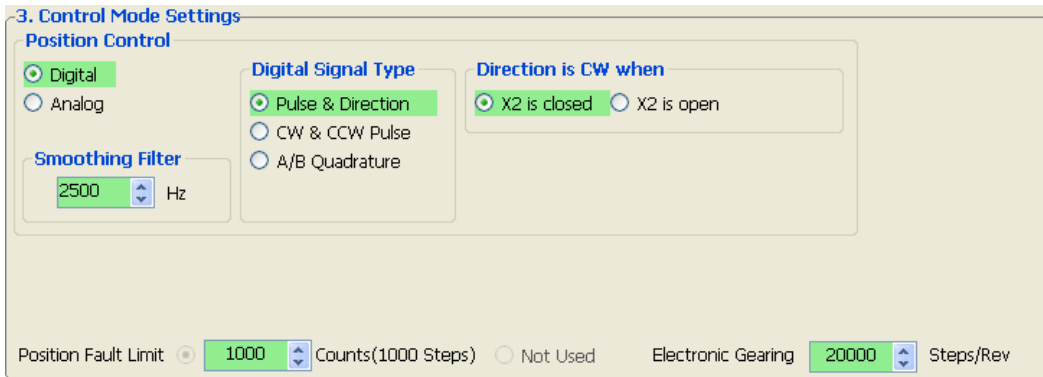 3. Control Mode Settings
Position Control
Digital
Analog
Digital Signal Type
Pulse & Direction
CW & CCW Pulse
A/B Quadrature
Direction is CW when
X2 is closed X2 is open
Smoothing Filter
2500 Hz
Position Fault Limit 1000 Counts(1000 Steps) Not Used Electronic Gearing 20000 Steps/Rev